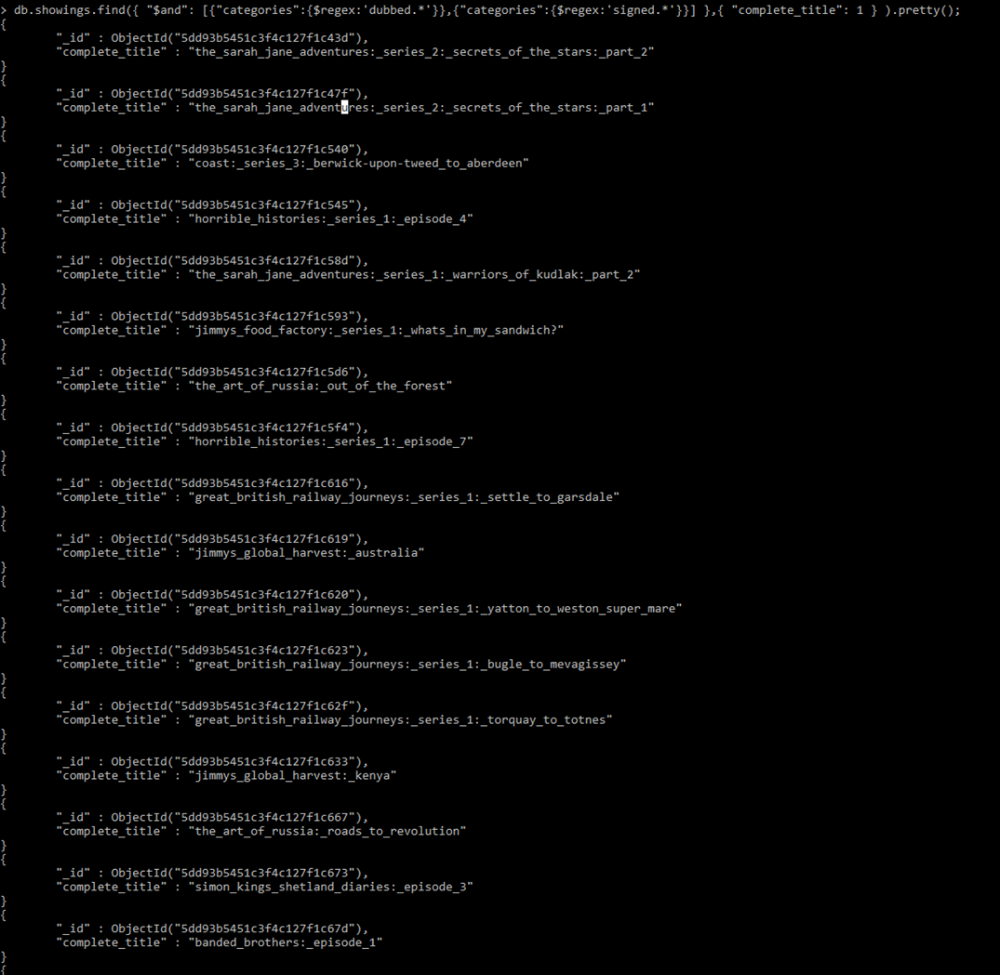 > db.showings.find({ "$and": [{"categories":{$regex:'dubbed.*'}},{"categories":{$regex:'signed.*'}}] },{ "complete_title": 1 } ).pretty();
{
"_id" : ObjectId("5dd93b5451c3f4c127f1c43d"),
"complete_title" : "the_sarah_jane_adventures:_series_2:_secrets_of_the_stars:_part_2"
}
{
"_id" : ObjectId("5dd93b5451c3f4c127f1c47f"),
"complete_title" : "the_sarah_jane_adventures:_series_2:_secrets_of_the_stars:_part_1"
}
{
"_id" : ObjectId("5dd93b5451c3f4c127f1c540"),
"complete_title" : "coast:_series_3:_berwick-upon-tweed_to_aberdeen"
}
{
"_id" : ObjectId("5dd93b5451c3f4c127f1c545"),
"complete_title" : "horrible_histories:_series_1:_episode_4"
}
{
"_id" : ObjectId("5dd93b5451c3f4c127f1c58d"),
"complete_title" : "the_sarah_jane_adventures:_series_1:_warriors_of_kudlak:_part_2"
}
{
"_id" : ObjectId("5dd93b5451c3f4c127f1c593"),
"complete_title" : "jimmys_food_factory:_series_1:_whats_in_my_sandwich?"
}
{
"_id" : ObjectId("5dd93b5451c3f4c127f1c5d6"),
"complete_title" : "the_art_of_russia:_out_of_the_forest"
}
{
"_id" : ObjectId("5dd93b5451c3f4c127f1c5f4"),
"complete_title" : "horrible_histories:_series_1:_episode_7"
}
{
"_id" : ObjectId("5dd93b5451c3f4c127f1c616"),
"complete_title" : "great_british_railway_journeys:_series_1:_settle_to_garsdale"
}
{
"_id" : ObjectId("5dd93b5451c3f4c127f1c619"),
"complete_title" : "jimmys_global_harvest:_australia"
}
{
"_id" : ObjectId("5dd93b5451c3f4c127f1c620"),
"complete_title" : "great_british_railway_journeys:_series_1:_yatton_to_weston_super_mare"
}
{
"_id" : ObjectId("5dd93b5451c3f4c127f1c623"),
"complete_title" : "great_british_railway_journeys:_series_1:_bugle_to_mevagissey"
}
{
"_id" : ObjectId("5dd93b5451c3f4c127f1c62f"),
"complete_title" : "great_british_railway_journeys:_series_1:_torquay_to_totnes"
}
{
"_id" : ObjectId("5dd93b5451c3f4c127f1c633"),
"complete_title" : "jimmys_global_harvest:_kenya"
}
{
"_id" : ObjectId("5dd93b5451c3f4c127f1c667"),
"complete_title" : "the_art_of_russia:_roads_to_revolution"
}
{
"_id" : ObjectId("5dd93b5451c3f4c127f1c673"),
"complete_title" : "simon_kings_shetland_diaries:_episode_3"
}
{
"_id" : ObjectId("5dd93b5451c3f4c127f1c67d"),
"complete_title" : "banded_brothers:_episode_1"
}
{